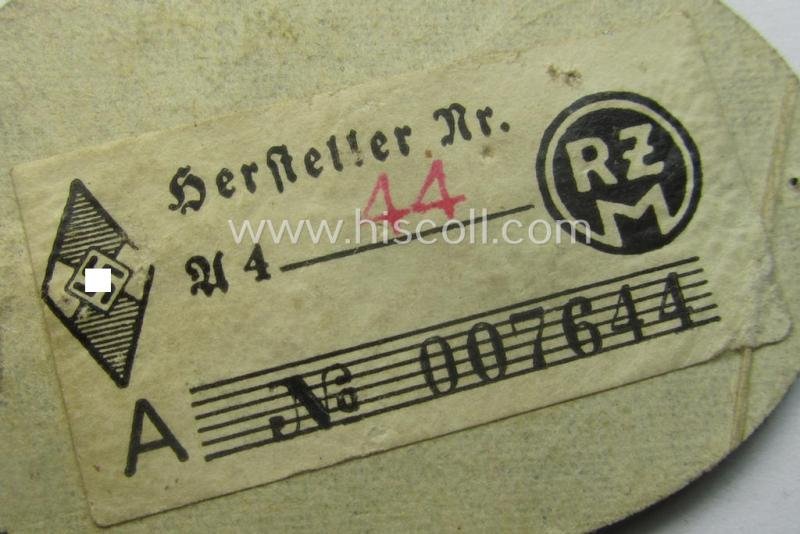 Hersteller Nr.
RZM
A 4 44
www.hiscoll.com
A № 007644